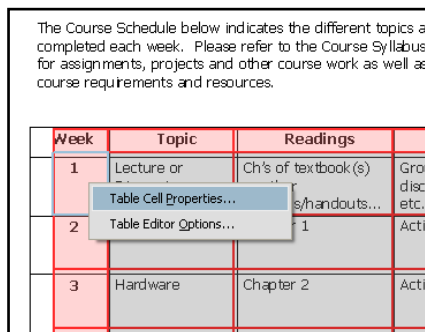 The Course Schedule below indicates the different topics a
completed each week. Please refer to the Course Syllabus
for assignments, projects and other course work as well as
course requirements and resources.
Week Topic Readings
1 Lecture or Ch's of textbook(s) Gro
disc
s/handouts... etc.
Table Cell Properties...
Table Editor Options...
2 r 1 Acti
3 Hardware Chapter 2 Acti